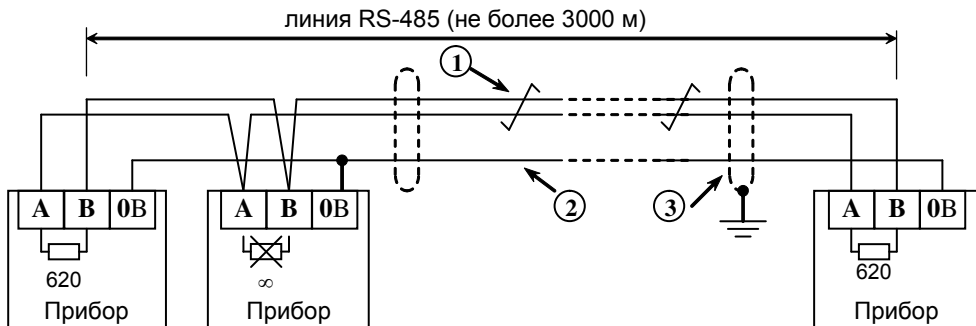 линия RS-485 (не более 3000 м)
1
2
3
A B 0В
A B 0В
A B 0В
620
∞
620
Прибор
Прибор
Прибор